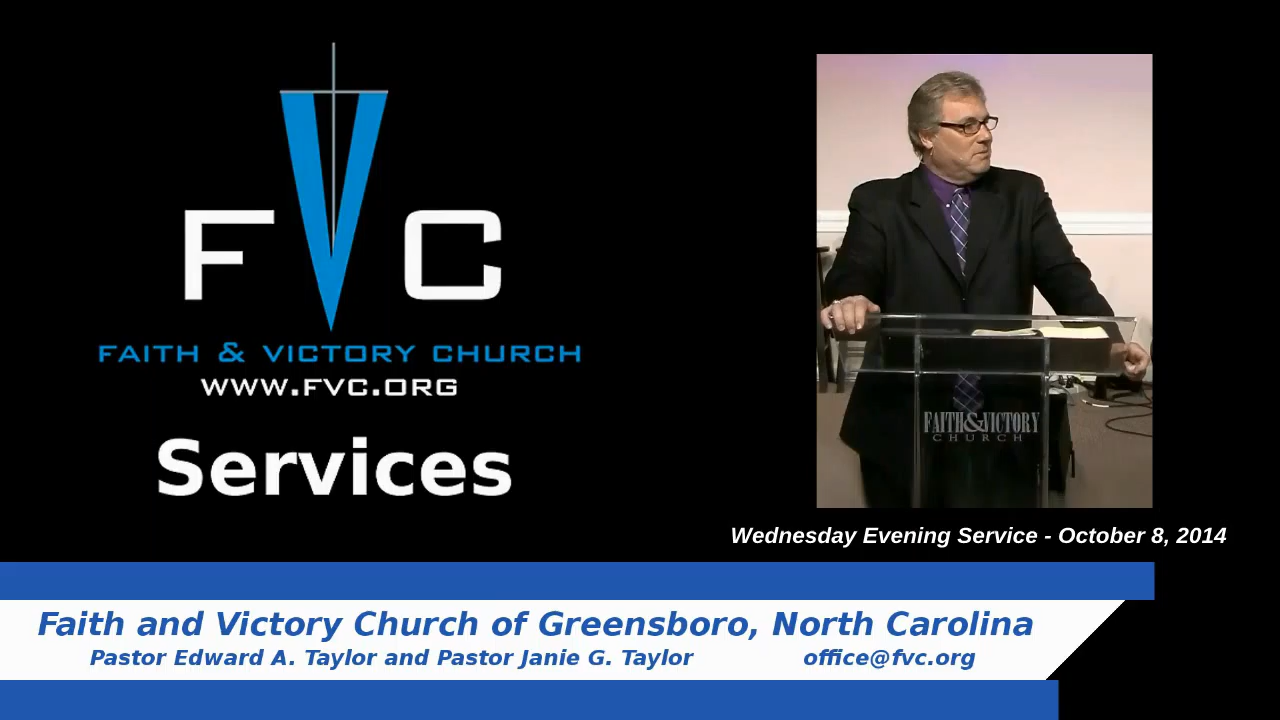 FVC
FAITH & VICTORY CHURCH
WWW.FVC.ORG
Services
FAITH&VICTORY
CHURCH
Wednesday Evening Service - October 8, 2014
Faith and Victory Church of Greensboro, North Carolina
Pastor Edward A. Taylor and Pastor Janie G. Taylor office@fvc.org